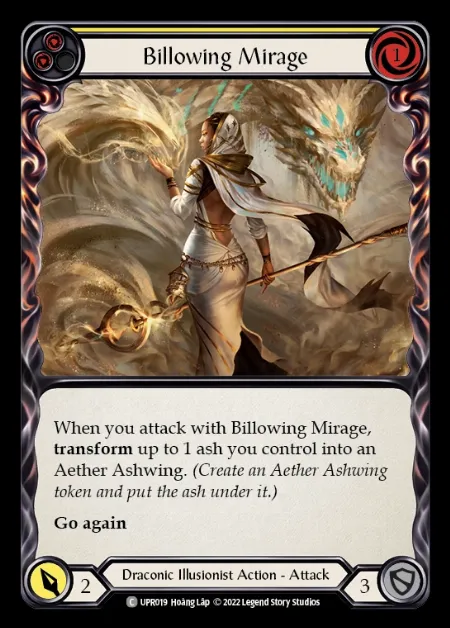 Billowing Mirage
1
When you attack with Billowing Mirage,
transform up to 1 ash you control into an
Aether Ashwing. (Create an Aether Ashwing
token and put the ash under it.)
Go again
2
Draconic Illusionist Action - Attack
3
C UPR019 Hoàng Lập © 2022 Legend Story Studios